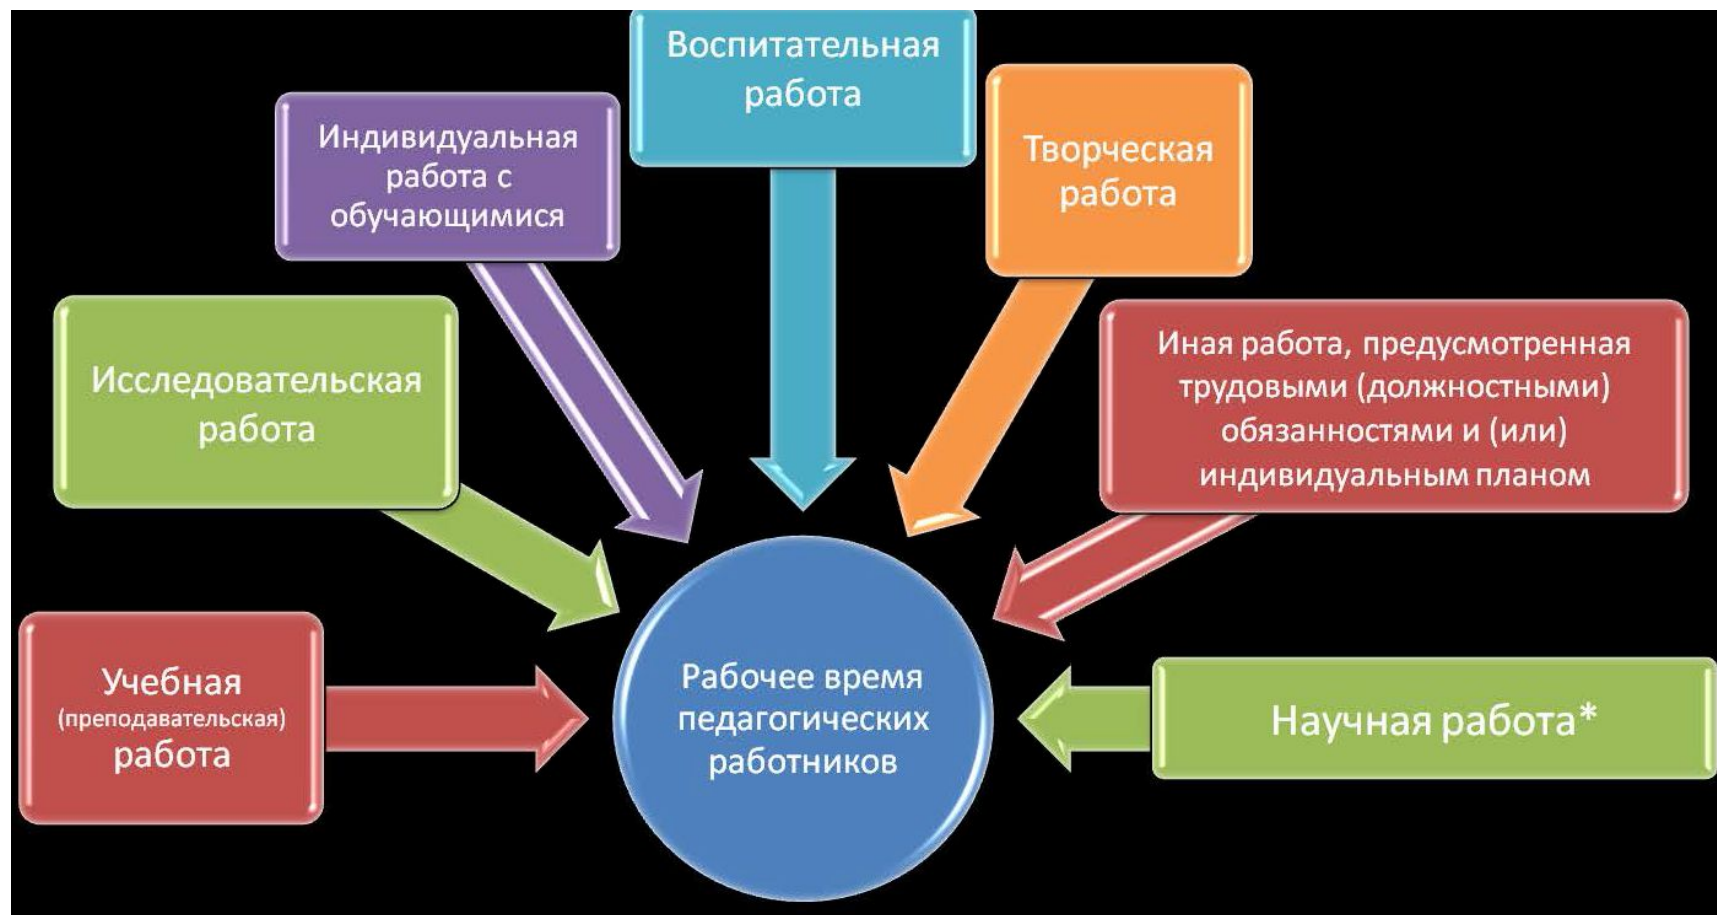 Воспитательная
работа
Творческая
работа
Индивидуальная
работа с
обучающимися
Исследовательская
работа
Иная работа, предусмотренная
трудовыми (должностными)
обязанностями и (или)
индивидуальным планом
Учебная
(преподавательская)
работа
Рабочее время
педагогических
работников
Научная работа*